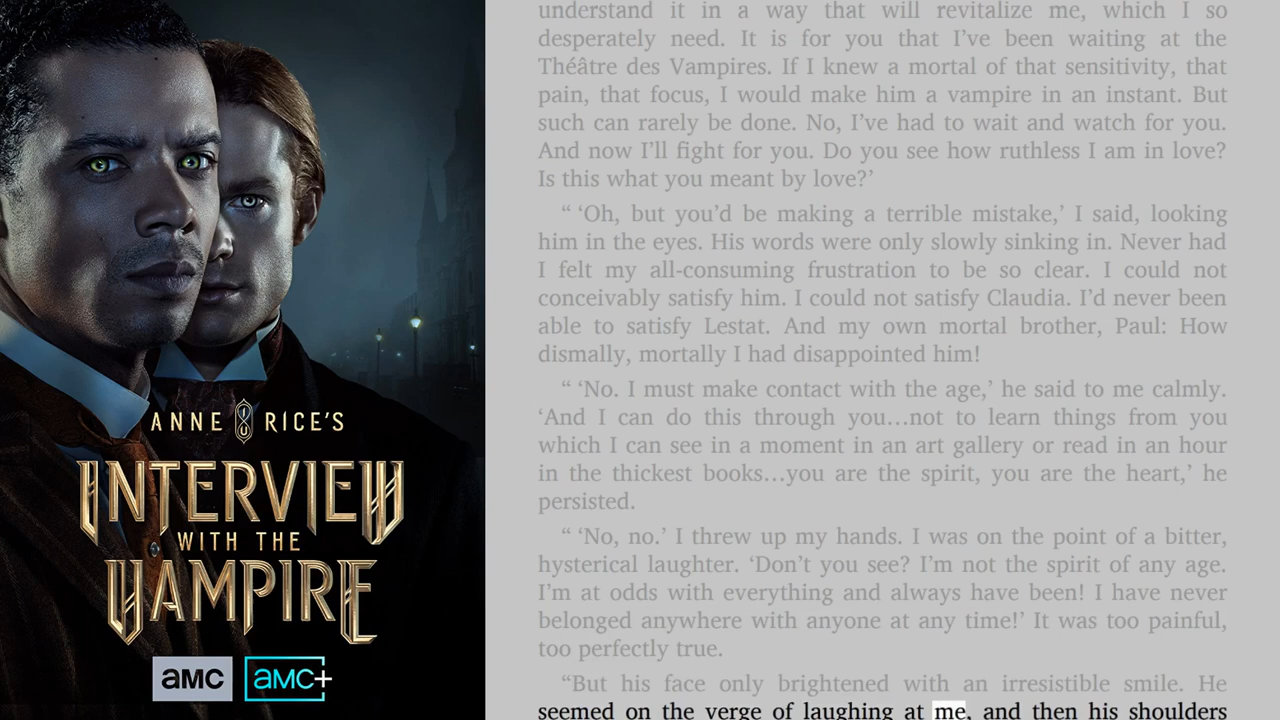 ANNE RICE'S
INTERVIEW
WITH THE
VAMPIRE
amc
amc+
understand it in a way that will revitalize me, which I so
desperately need. It is for you that I’ve been waiting at the
Théâtre des Vampires. If I knew a mortal of that sensitivity, that
pain, that focus, I would make him a vampire in an instant. But
such can rarely be done. No, I’ve had to wait and watch for you.
And now I’ll fight for you. Do you see how ruthless I am in love?
Is this what you meant by love?’
“ ‘Oh, but you’d be making a terrible mistake,’ I said, looking
him in the eyes. His words were only slowly sinking in. Never had
I felt my all-consuming frustration to be so clear. I could not
conceivably satisfy him. I could not satisfy Claudia. I’d never been
able to satisfy Lestat. And my own mortal brother, Paul: How
dismally, mortally I had disappointed him!
“ ‘No. I must make contact with the age,’ he said to me calmly.
‘And I can do this through you…not to learn things from you
which I can see in a moment in an art gallery or read in an hour
in the thickest books…you are the spirit, you are the heart,’ he
persisted.
“ ‘No, no.’ I threw up my hands. I was on the point of a bitter,
hysterical laughter. ‘Don’t you see? I’m not the spirit of any age.
I’m at odds with everything and always have been! I have never
belonged anywhere with anyone at any time!’ It was too painful,
too perfectly true.
“But his face only brightened with an irresistible smile. He
seemed on the verge of laughing at me, and then his shoulders